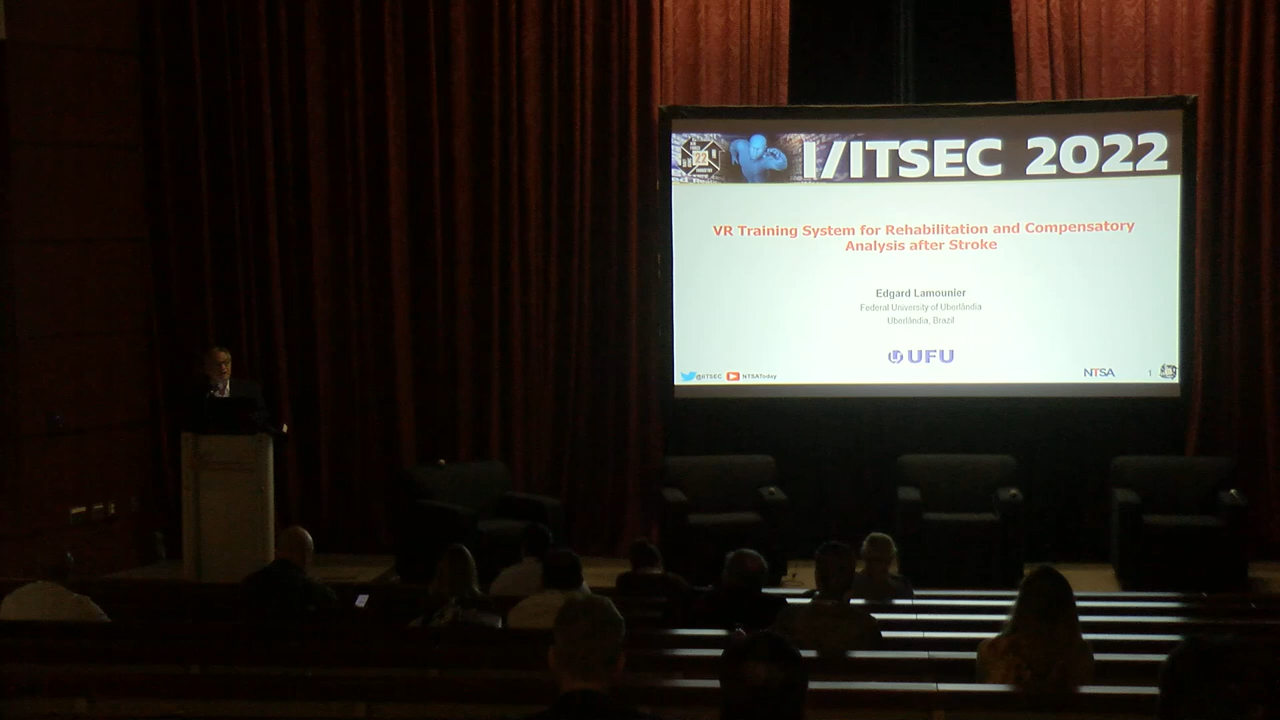 I/ITSEC 2022
VR Training System for Rehabilitation and Compensatory
Analysis after Stroke
Edgard Lamounier
Federal University of Uberlândia
Uberlândia, Brazil
UFU
@IITSEC NTSAToday NTSA 1